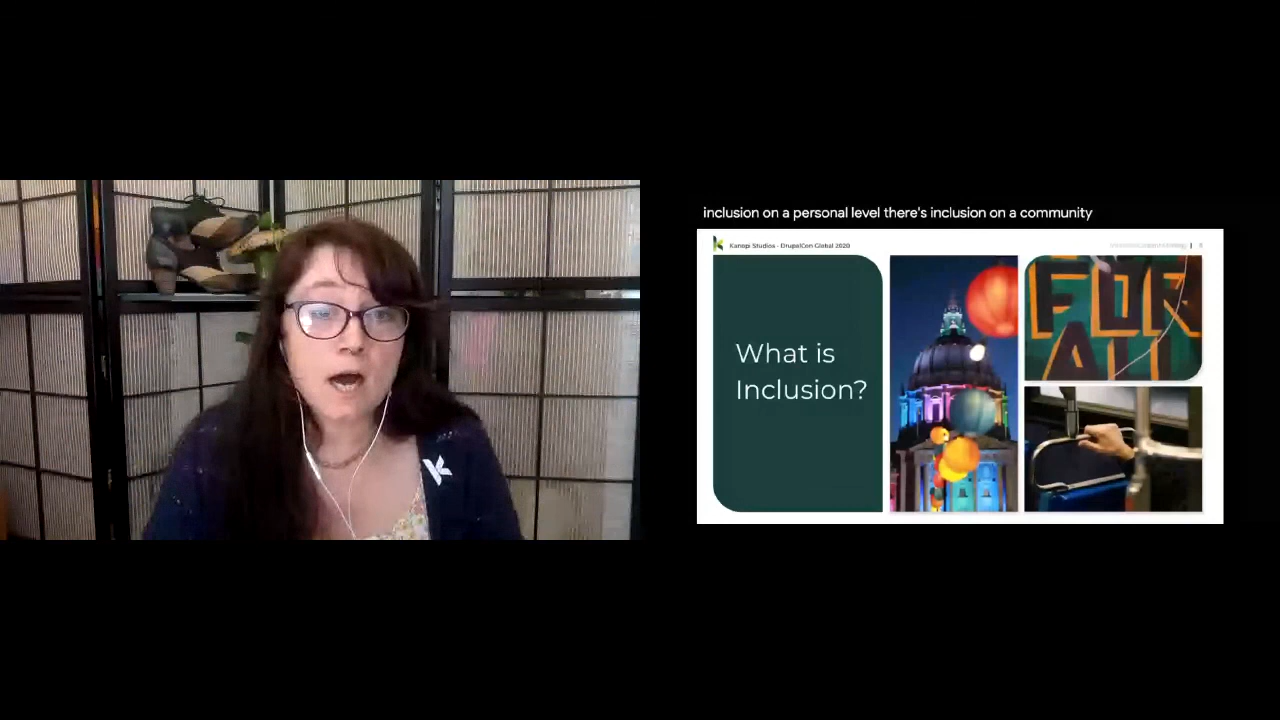 inclusion on a personal level there's inclusion on a community
Kanopi Studios - DrupalCon Global 2020
What is
Inclusion?
FOR
ALL